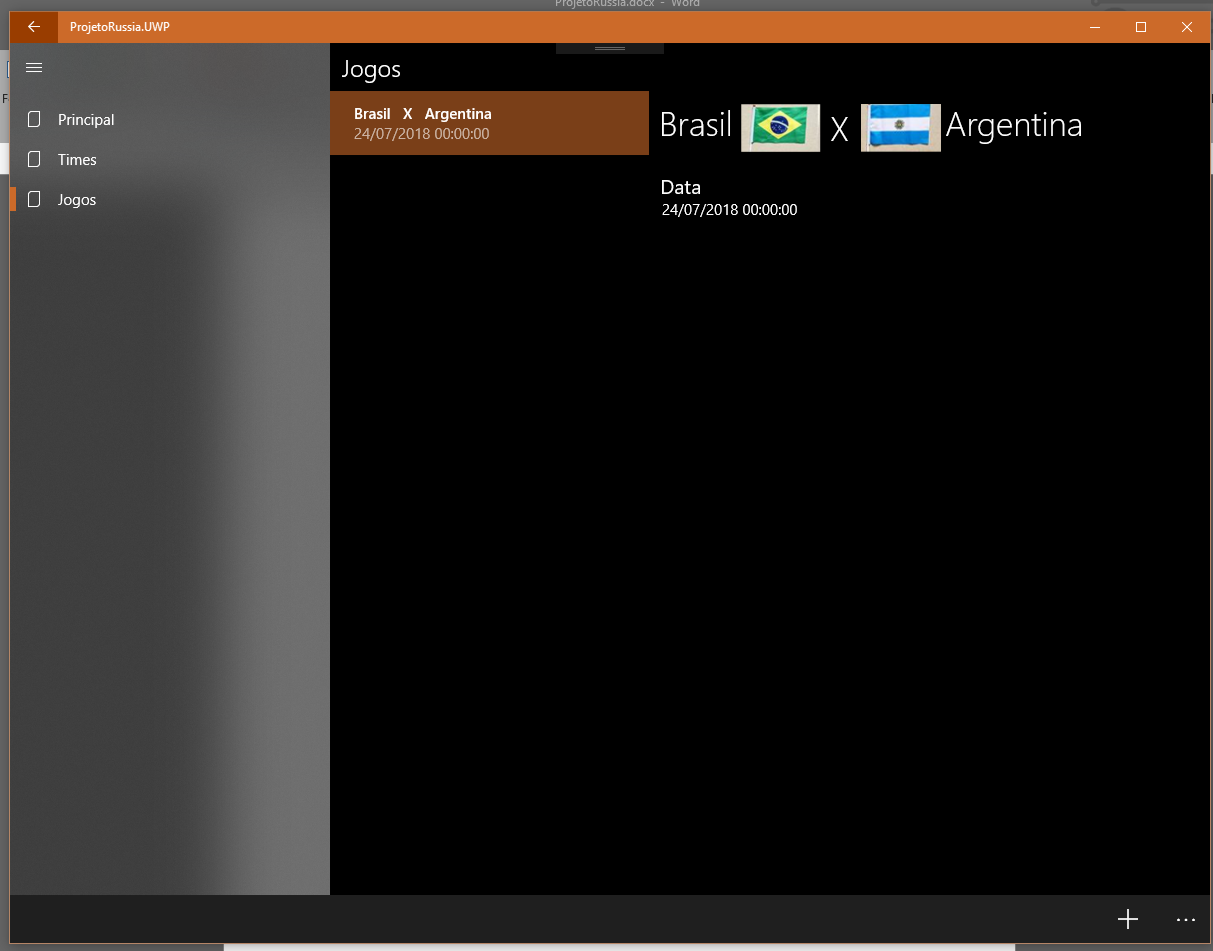 ProjetoRussia.docx - Word
ProjetoRussia.UWP
Principal
Times
Jogos
Jogos
Brasil X Argentina
24/07/2018 00:00:00
Brasil X Argentina
Data
24/07/2018 00:00:00